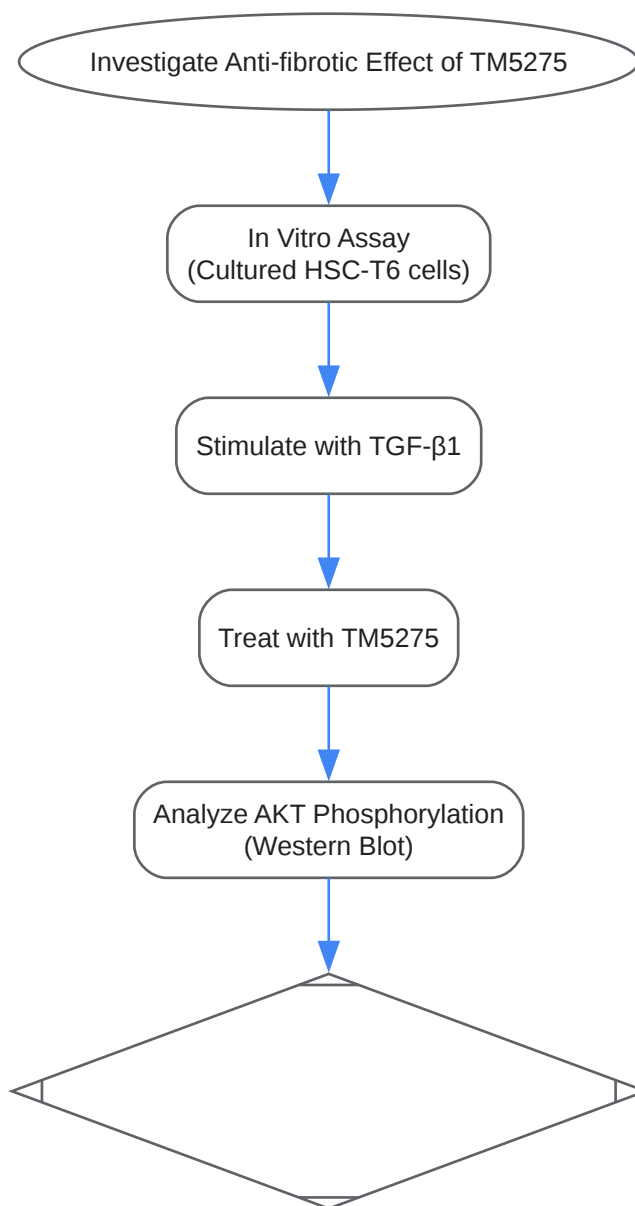 Investigate Anti-fibrotic Effect of TM5275
In Vitro Assay
(Cultured HSC-T6 cells)
Stimulate with TGF-β1
Treat with TM5275
Analyze AKT Phosphorylation
(Western Blot)